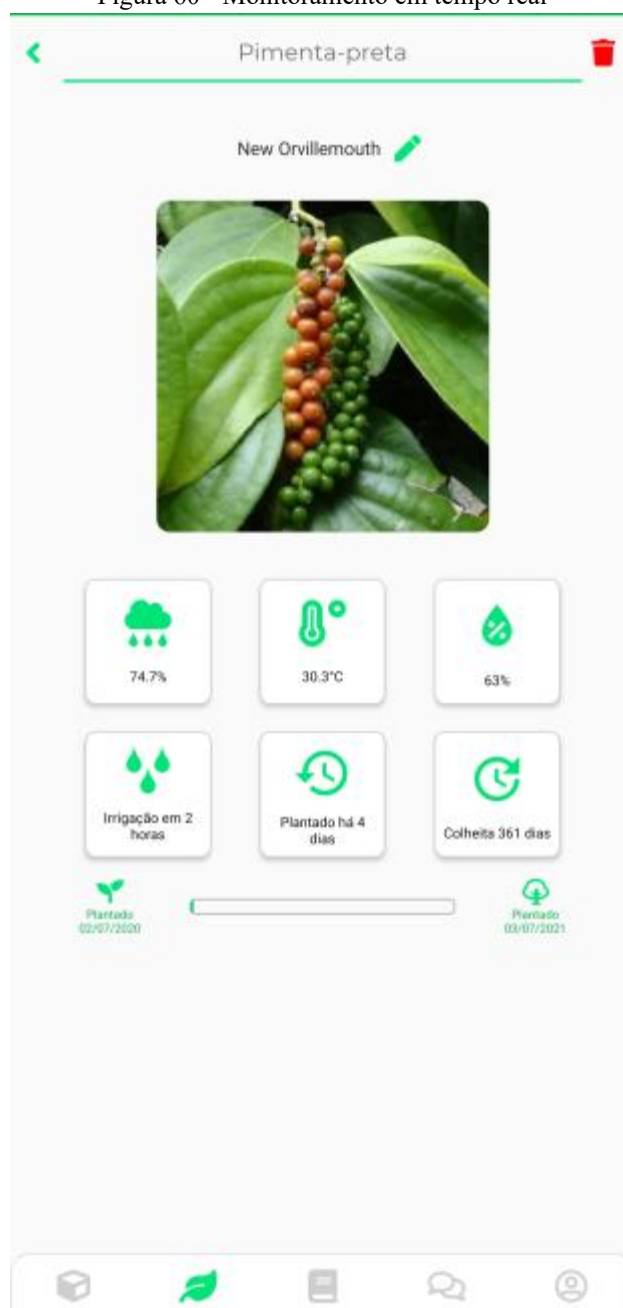 Figura 60 - Monitoramento em tempo real
Pimenta-preta
New Orvillemouth
74.7%
30.3°C
63%
Irrigação em 2
horas
Plantado há 4
dias
Colheita 361 dias
Plantado
02/07/2020
Plantado
03/07/2021